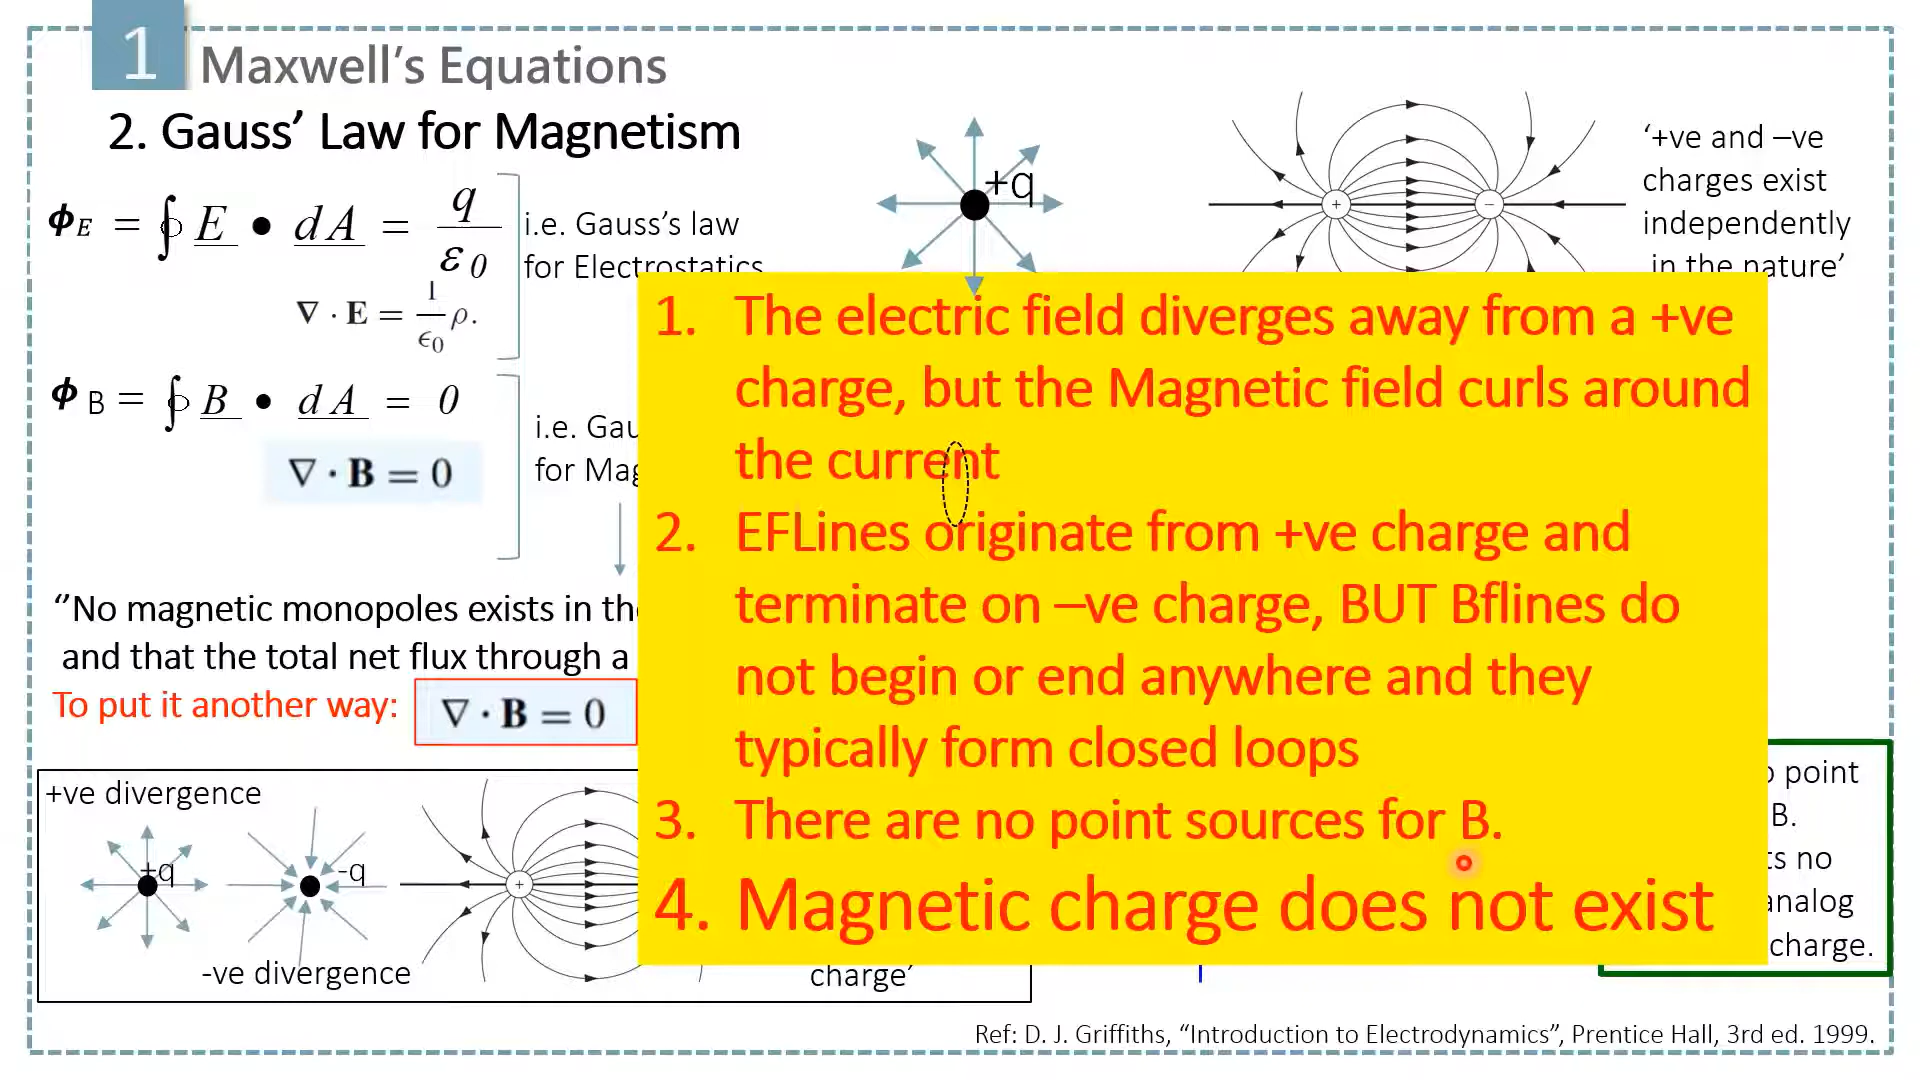 1
Maxwell’s Equations
2. Gauss’ Law for Magnetism
ϕE = ∮ E • dA = q / ε0
i.e. Gauss’s law
for Electrostatics
∇ · E = 1/ϵ0 ρ.
ϕ B = ∮ B • dA = 0
∇ · B = 0
i.e. Gau
for Mag
+q
+ −
‘+ve and –ve
charges exist
independently
in the nature’
1. The electric field diverges away from a +ve
charge, but the Magnetic field curls around
the current
2. EFLines originate from +ve charge and
terminate on –ve charge, BUT Bflines do
not begin or end anywhere and they
typically form closed loops
3. There are no point sources for B.
4. Magnetic charge does not exist
‘’No magnetic monopoles exists in the
and that the total net flux through a
To put it another way:
∇ · B = 0
+ve divergence
+q
-q
+
-ve divergence
charge’
point
B.
ts no
analog
charge.
Ref: D. J. Griffiths, “Introduction to Electrodynamics”, Prentice Hall, 3rd ed. 1999.